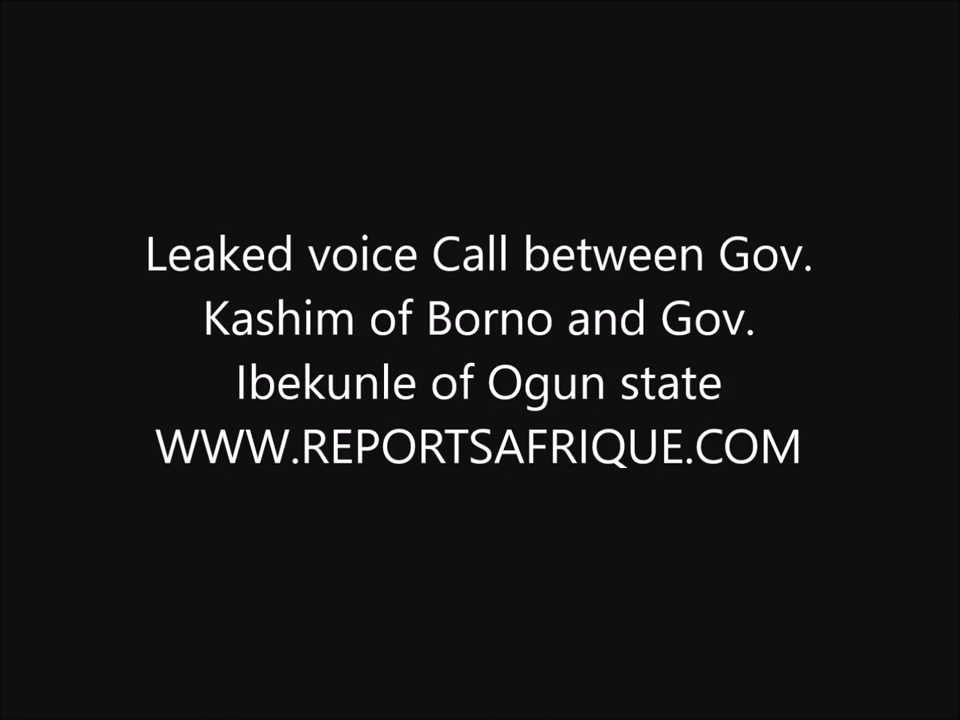 Leaked voice Call between Gov.
Kashim of Borno and Gov.
Ibekunle of Ogun state
WWW.REPORTSAFRIQUE.COM